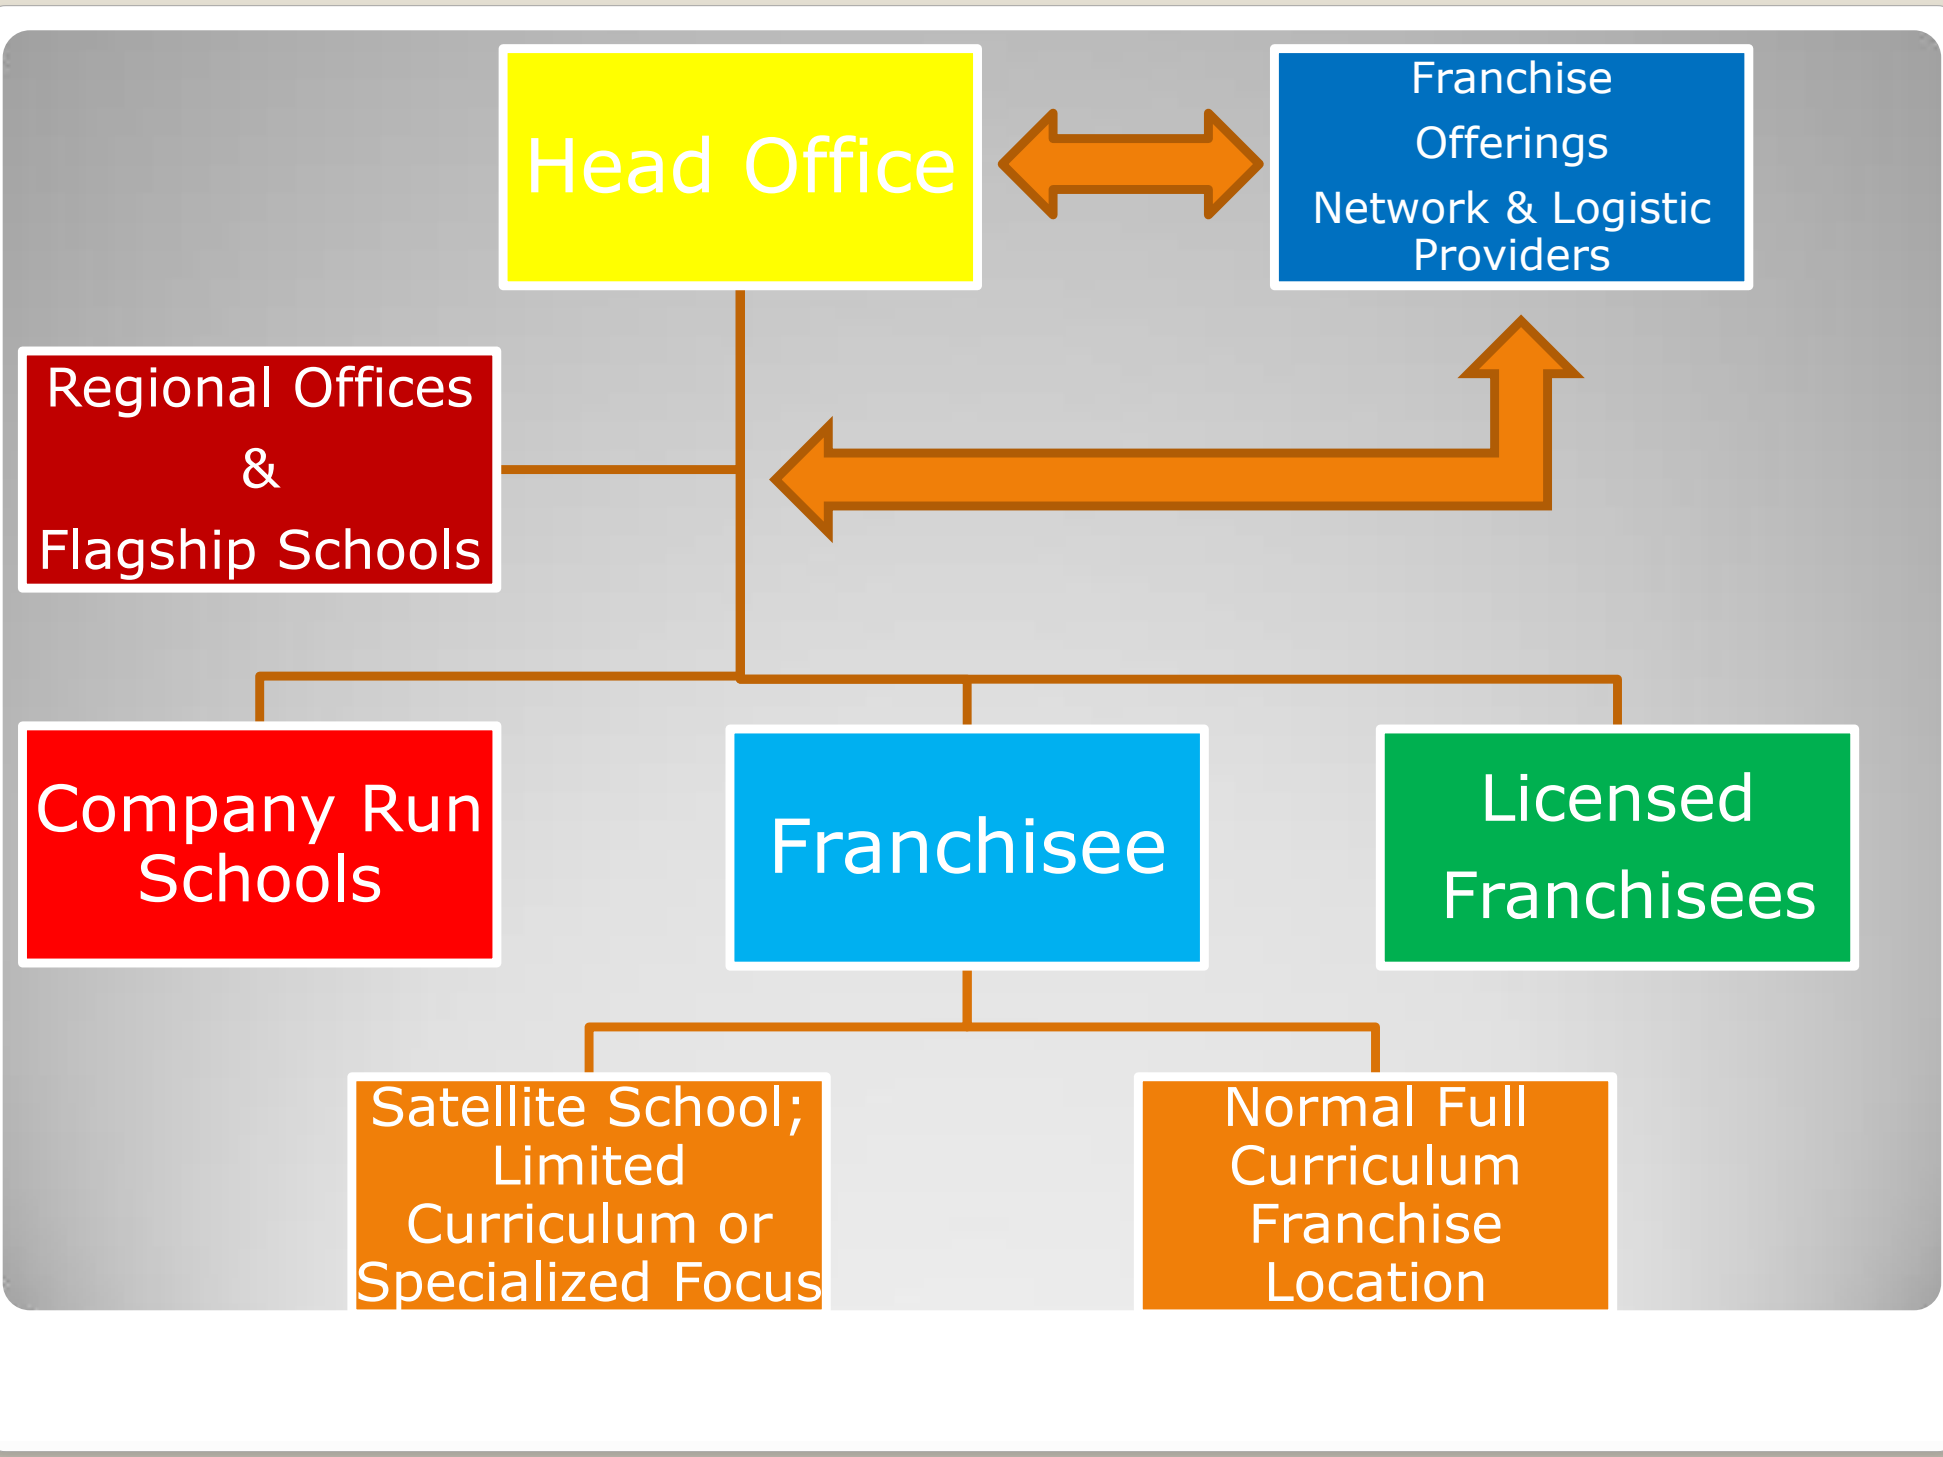 Head Office
Franchise
Offerings
Network & Logistic
Providers
Regional Offices
&
Flagship Schools
Company Run
Schools
Franchisee
Licensed
Franchisees
Satellite School;
Limited
Curriculum or
Specialized Focus
Normal Full
Curriculum
Franchise
Location